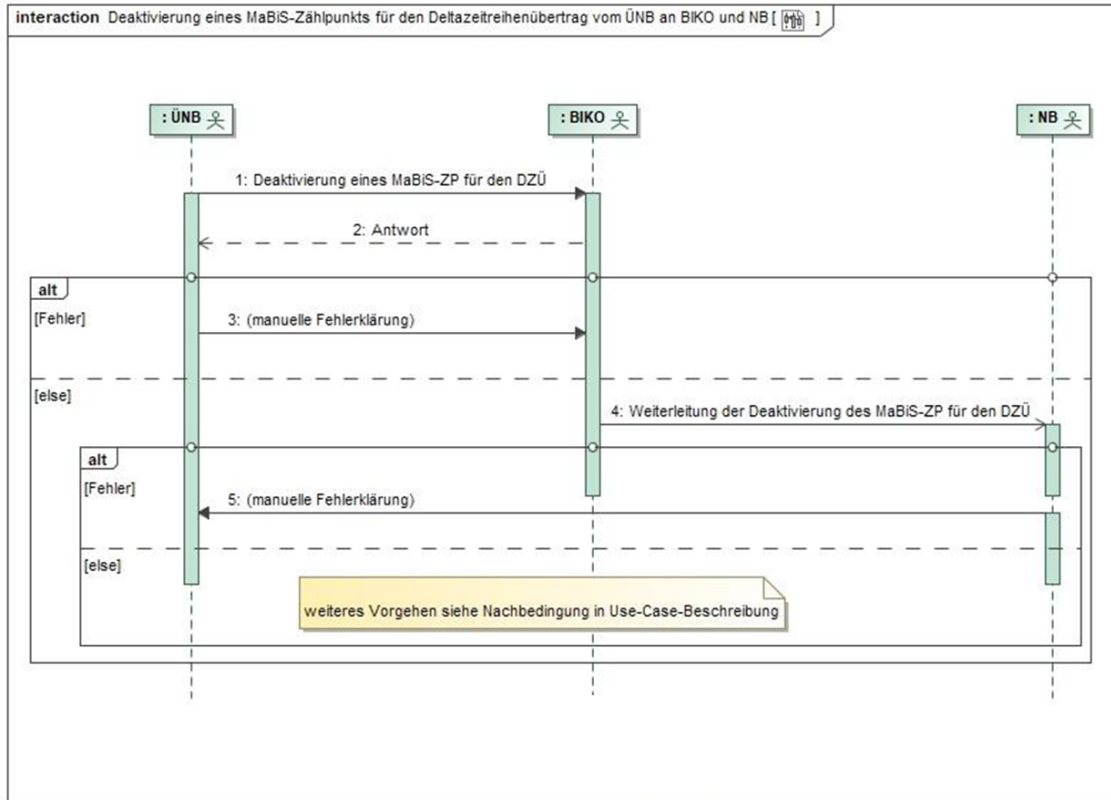 interaction Deaktivierung eines MaBiS-Zählpunkts für den Deltazeitreihenübertrag vom ÜNB an BIKO und NB [ ]
: ÜNB
: BIKO
: NB
1: Deaktivierung eines MaBiS-ZP für den DZÜ
2: Antwort
alt
[Fehler]
3: (manuelle Fehlerklärung)
[else]
4: Weiterleitung der Deaktivierung des MaBiS-ZP für den DZÜ
alt
[Fehler]
5: (manuelle Fehlerklärung)
[else]
weiteres Vorgehen siehe Nachbedingung in Use-Case-Beschreibung